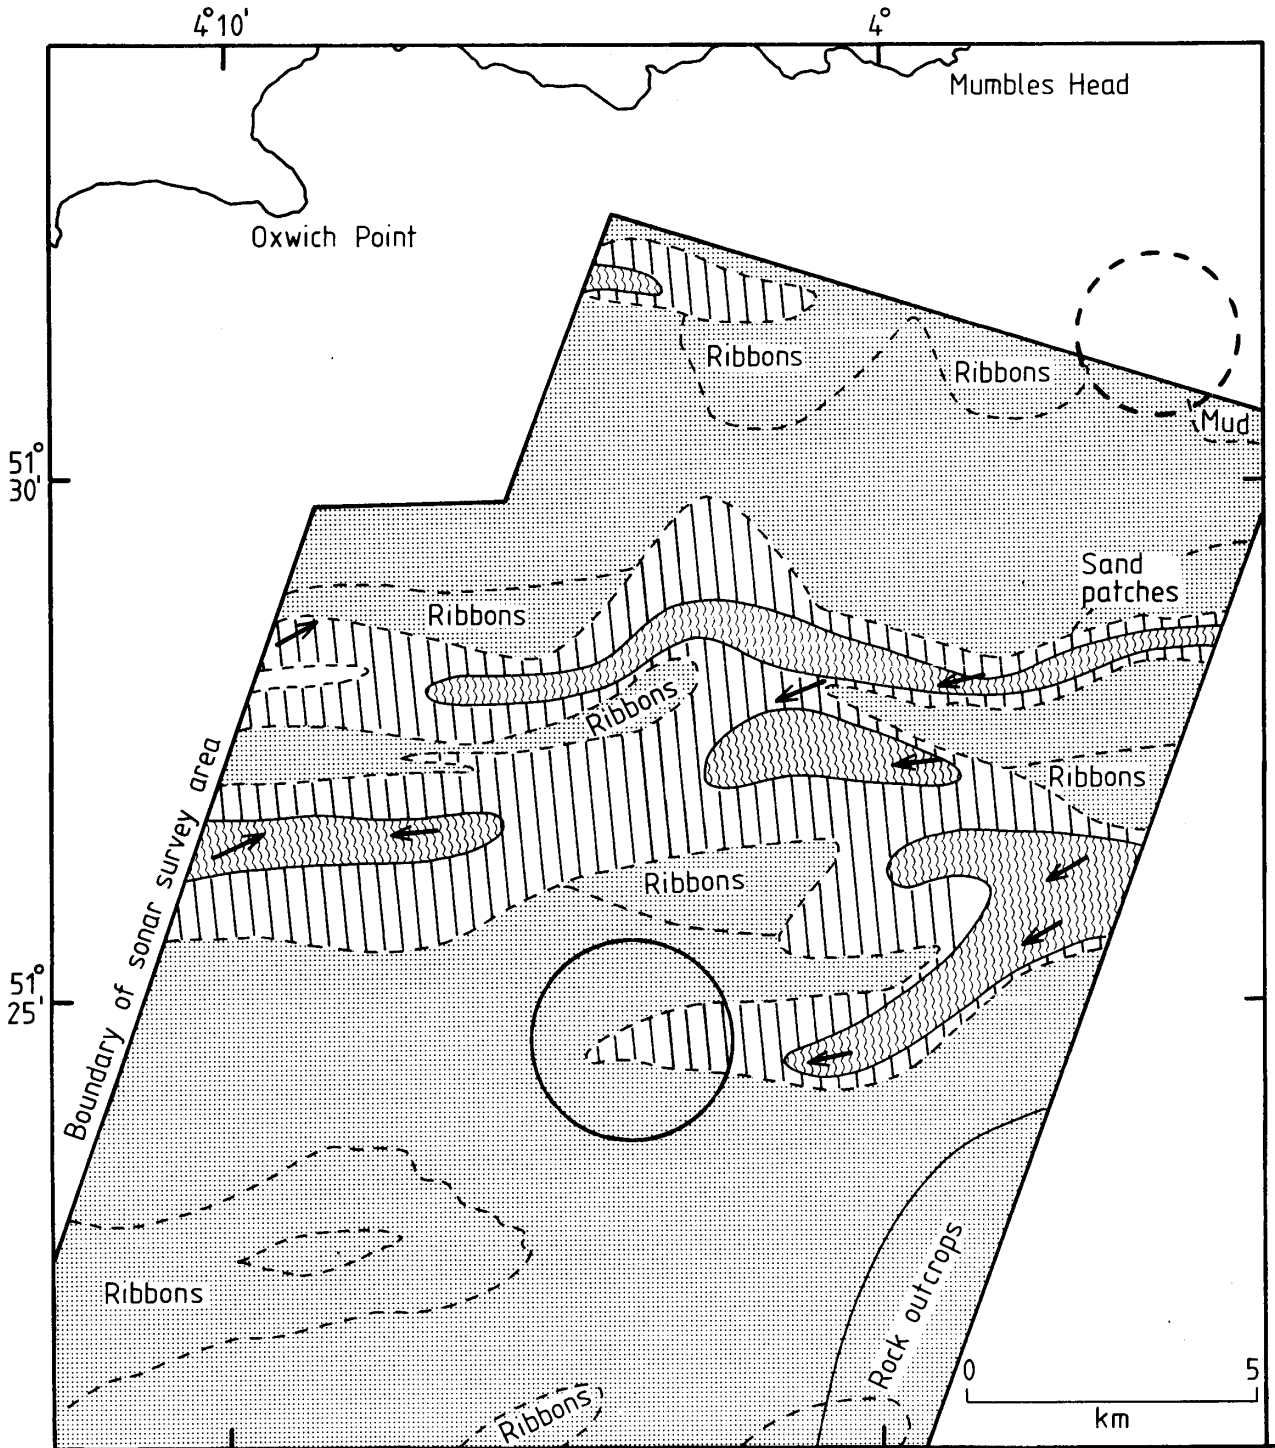 4°10'
4°
Mumbles Head
Oxwich Point
Ribbons
Ribbons
Mud
51°
30'
Sand
patches
Ribbons
Ribbons
Ribbons
Boundary of sonar survey area
Ribbons
51°
25'
Ribbons
Rock outcrops
Ribbons
0 5
km